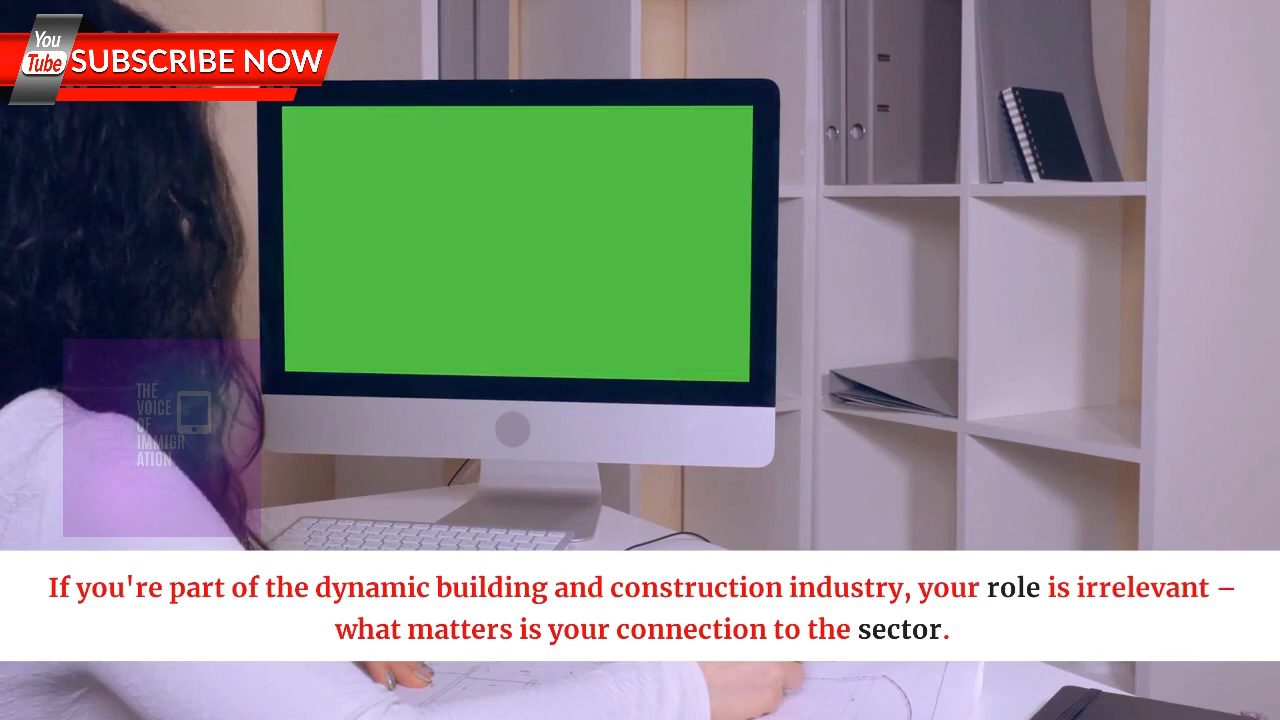 You
Tube
SUBSCRIBE NOW
THE
VOICE
OF
IMMIGR
ATION
If you're part of the dynamic building and construction industry, your role is irrelevant –
what matters is your connection to the sector.